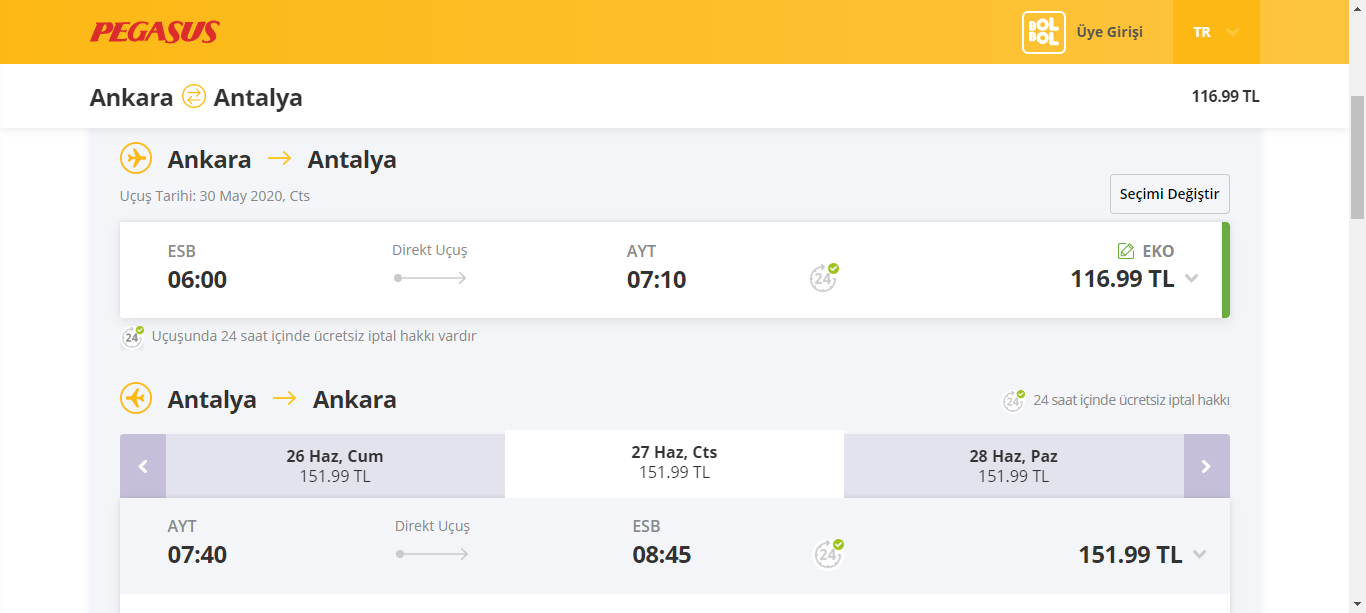 PEGASUS
BOL BOL
Üye Girişi
TR
Ankara Antalya
116.99 TL
Ankara Antalya
Uçuş Tarihi: 30 May 2020, Cts
Seçimi Değiştir
ESB Direkt Uçuş AYT EKO
06:00 07:10 24 116.99 TL
24 Uçuşunda 24 saat içinde ücretsiz iptal hakkı vardır
Antalya Ankara
24 24 saat içinde ücretsiz iptal hakkı
26 Haz, Cum
151.99 TL
27 Haz, Cts
151.99 TL
28 Haz, Paz
151.99 TL
AYT Direkt Uçuş ESB
07:40 08:45 24 151.99 TL